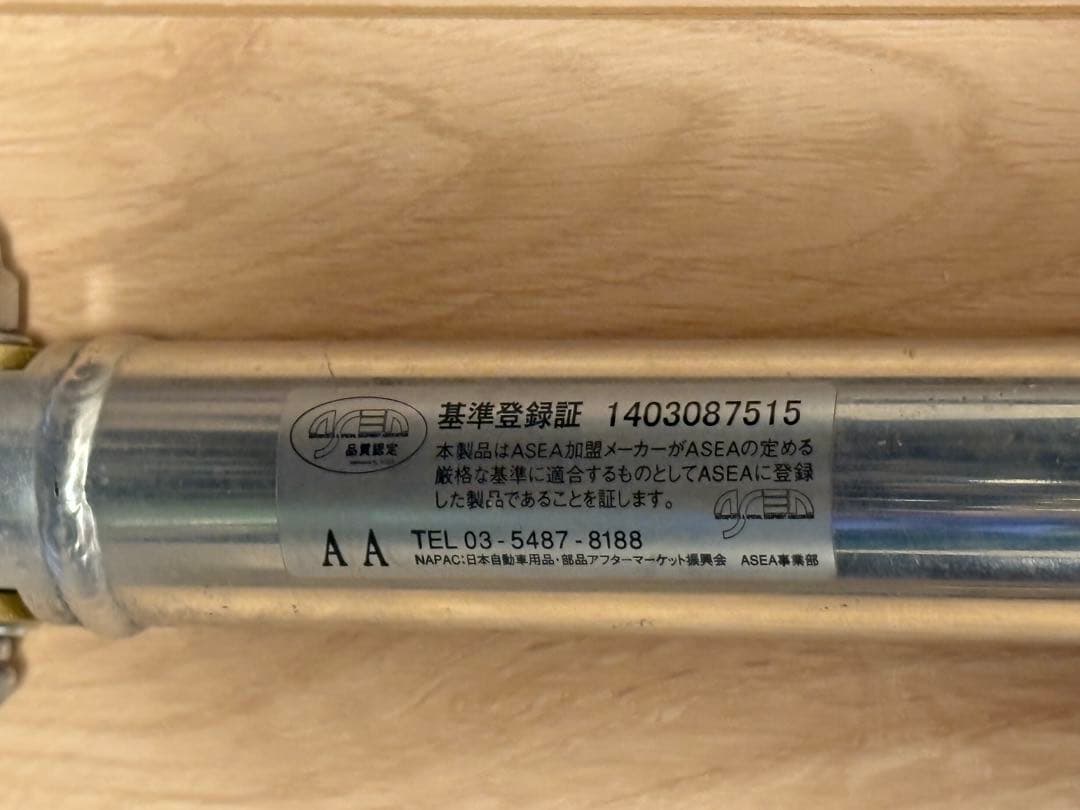 ASEA
品質認定
基準登録証 1403087515
本製品はASEA加盟メーカーがASEAの定める
厳格な基準に適合するものとしてASEAに登録
した製品であることを証します。
ASEA
AA TEL 03-5487-8188
NAPAC:日本自動車用品・部品アフターマーケット振興会 ASEA事業部